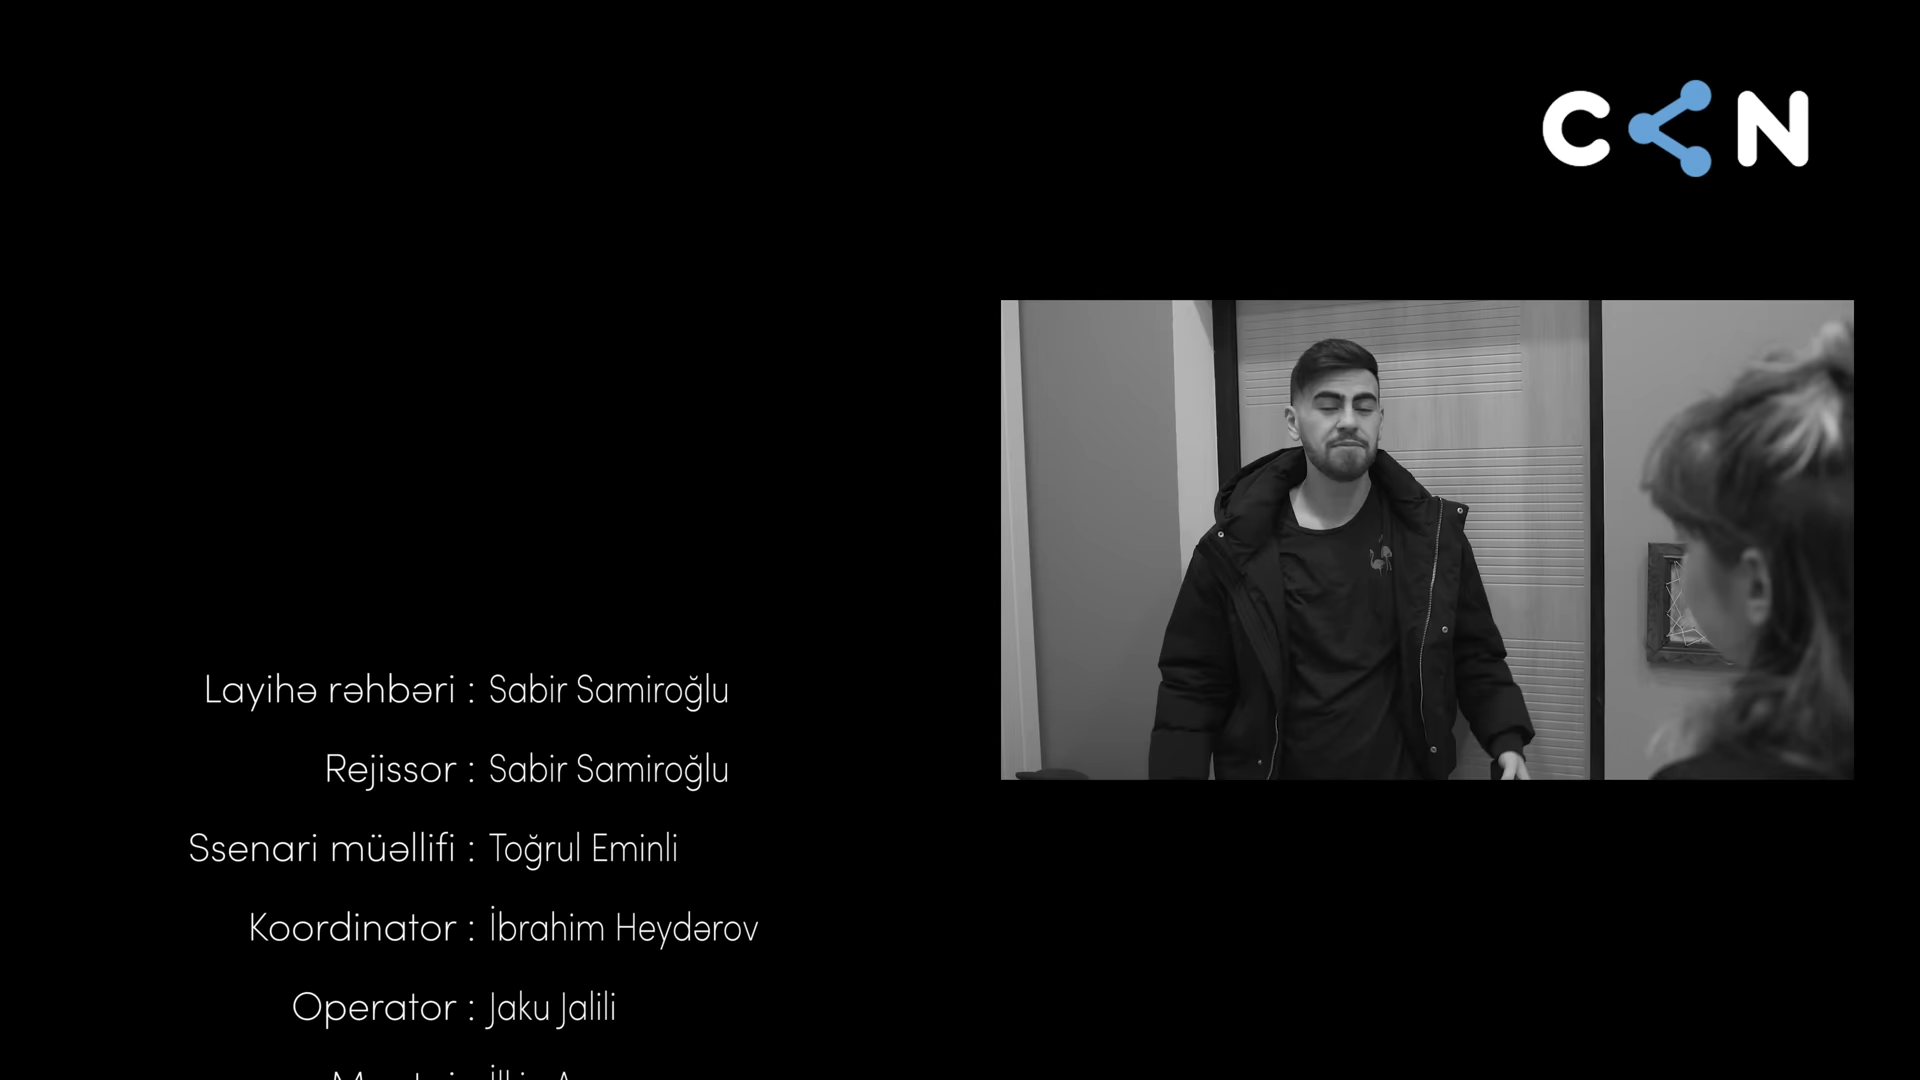 C N
Layihə rəhbəri : Sabir Samiroğlu
Rejissor : Sabir Samiroğlu
Ssenari müəllifi : Toğrul Eminli
Koordinator : İbrahim Heydərov
Operator : Jaku Jalili